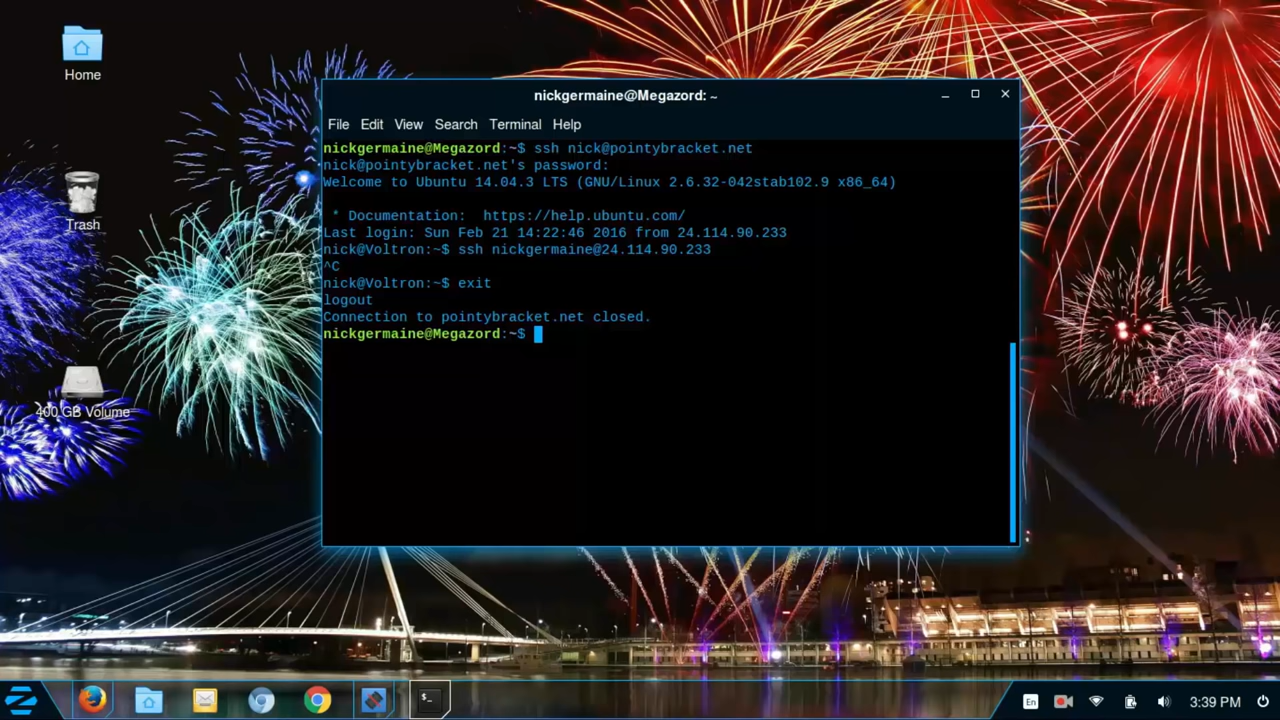 Home
Trash
400 GB Volume
nickgermaine@Megazord: ~
File Edit View Search Terminal Help
nickgermaine@Megazord:~$ ssh nick@pointybracket.net
nick@pointybracket.net's password:
Welcome to Ubuntu 14.04.3 LTS (GNU/Linux 2.6.32-042stab102.9 x86_64)
* Documentation:  https://help.ubuntu.com/
Last login: Sun Feb 21 14:22:46 2016 from 24.114.90.233
nick@Voltron:~$ ssh nickgermaine@24.114.90.233
^C
nick@Voltron:~$ exit
logout
Connection to pointybracket.net closed.
nickgermaine@Megazord:~$
$_
En
3:39 PM